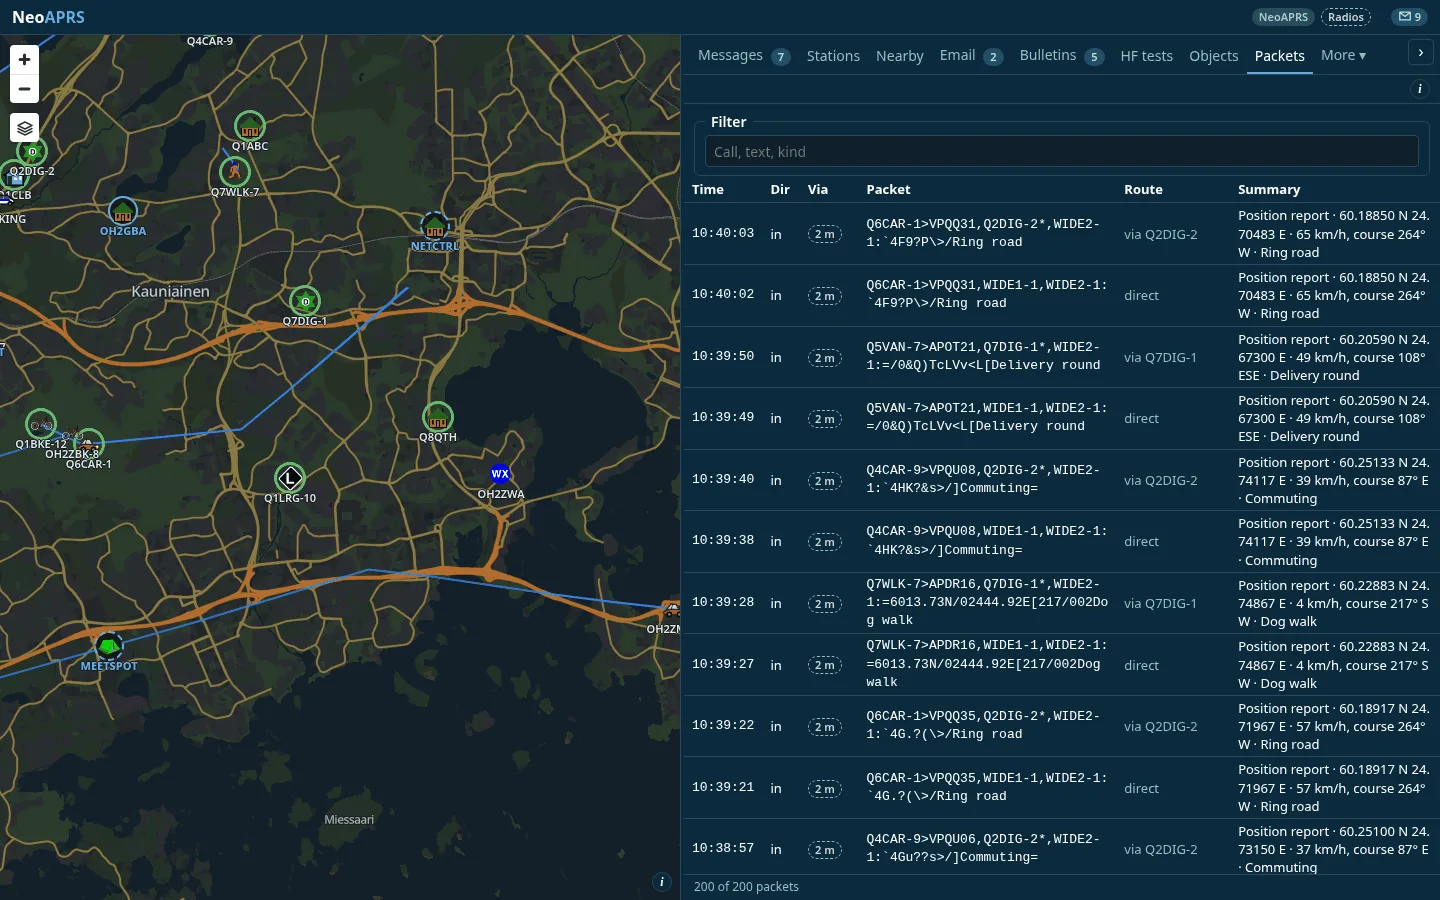 NeoAPRS
NeoAPRS
Radios
9
Q4CAR-9
Q1ABC
Q2DIG-2
Q7WLK-7
KING
OH2GBA
NETCTRL
Kauniainen
Q7DIG-1
Q8QTH
Q1BKE-12
OH2ZBK-8
Q6CAR-1
Q1LRG-10
WX
OH2ZWA
MEETSPOT
Miessaari
Messages 7
Stations
Nearby
Email 2
Bulletins 5
HF tests
Objects
Packets
More ▾
Filter
Call, text, kind
Time Dir Via Packet Route Summary
10:40:03 in 2 m Q6CAR-1>VPQQ31,Q2DIG-2*,WIDE2-
1:`4F9?P\>/Ring road
via Q2DIG-2
Position report · 60.18850 N 24.
70483 E · 65 km/h, course 264°
W · Ring road
10:40:02 in 2 m Q6CAR-1>VPQQ31,WIDE1-1,WIDE2-1:
`4F9?P\>/Ring road
direct
Position report · 60.18850 N 24.
70483 E · 65 km/h, course 264°
W · Ring road
10:39:50 in 2 m Q5VAN-7>APOT21,Q7DIG-1*,WIDE2-
1:=/0&Q)TcLVv<L[Delivery round
via Q7DIG-1
Position report · 60.20590 N 24.
67300 E · 49 km/h, course 108°
ESE · Delivery round
10:39:49 in 2 m Q5VAN-7>APOT21,WIDE1-1,WIDE2-1:
=/0&Q)TcLVv<L[Delivery round
direct
Position report · 60.20590 N 24.
67300 E · 49 km/h, course 108°
ESE · Delivery round
10:39:40 in 2 m Q4CAR-9>VPQU08,Q2DIG-2*,WIDE2-
1:`4HK?&s>/]Commuting=
via Q2DIG-2
Position report · 60.25133 N 24.
74117 E · 39 km/h, course 87° E
· Commuting
10:39:38 in 2 m Q4CAR-9>VPQU08,WIDE1-1,WIDE2-1:
`4HK?&s>/]Commuting=
direct
Position report · 60.25133 N 24.
74117 E · 39 km/h, course 87° E
· Commuting
10:39:28 in 2 m Q7WLK-7>APDR16,Q7DIG-1*,WIDE2-
1:=6013.73N/02444.92E[217/002Do
g walk
via Q7DIG-1
Position report · 60.22883 N 24.
74867 E · 4 km/h, course 217° S
W · Dog walk
10:39:27 in 2 m Q7WLK-7>APDR16,WIDE1-1,WIDE2-1:
=6013.73N/02444.92E[217/002Dog
walk
direct
Position report · 60.22883 N 24.
74867 E · 4 km/h, course 217° S
W · Dog walk
10:39:22 in 2 m Q6CAR-1>VPQQ35,Q2DIG-2*,WIDE2-
1:`4G.?(\>/Ring road
via Q2DIG-2
Position report · 60.18917 N 24.
71967 E · 57 km/h, course 264°
W · Ring road
10:39:21 in 2 m Q6CAR-1>VPQQ35,WIDE1-1,WIDE2-1:
`4G.?(\>/Ring road
direct
Position report · 60.18917 N 24.
71967 E · 57 km/h, course 264°
W · Ring road
10:38:57 in 2 m Q4CAR-9>VPQU06,Q2DIG-2*,WIDE2-
1:`4Gu??s>/]Commuting=
via Q2DIG-2
Position report · 60.25100 N 24.
73150 E · 37 km/h, course 87° E
· Commuting
200 of 200 packets